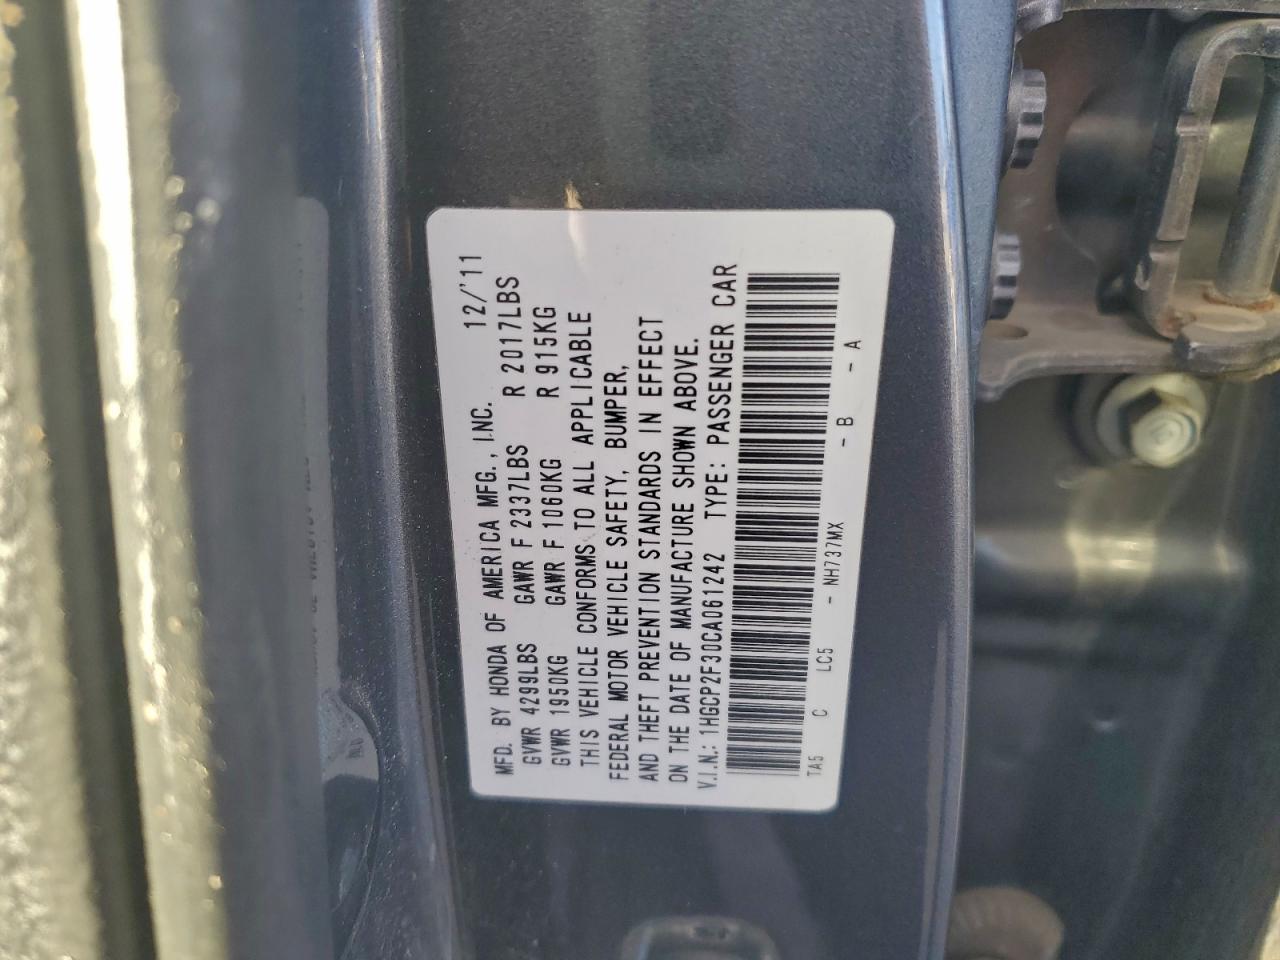 MFD. BY HONDA OF AMERICA MFG., INC. 12/'11
GVWR 4299LBS GAWR F 2337LBS R 2017LBS
GVWR 1950KG GAWR F 1060KG R 915KG
THIS VEHICLE CONFORMS TO ALL APPLICABLE
FEDERAL MOTOR VEHICLE SAFETY, BUMPER,
AND THEFT PREVENTION STANDARDS IN EFFECT
ON THE DATE OF MANUFACTURE SHOWN ABOVE.
V.I.N.: 1HGCP2F30CA061242 TYPE: PASSENGER CAR
TA5 C LC5 - NH737MX - B - A